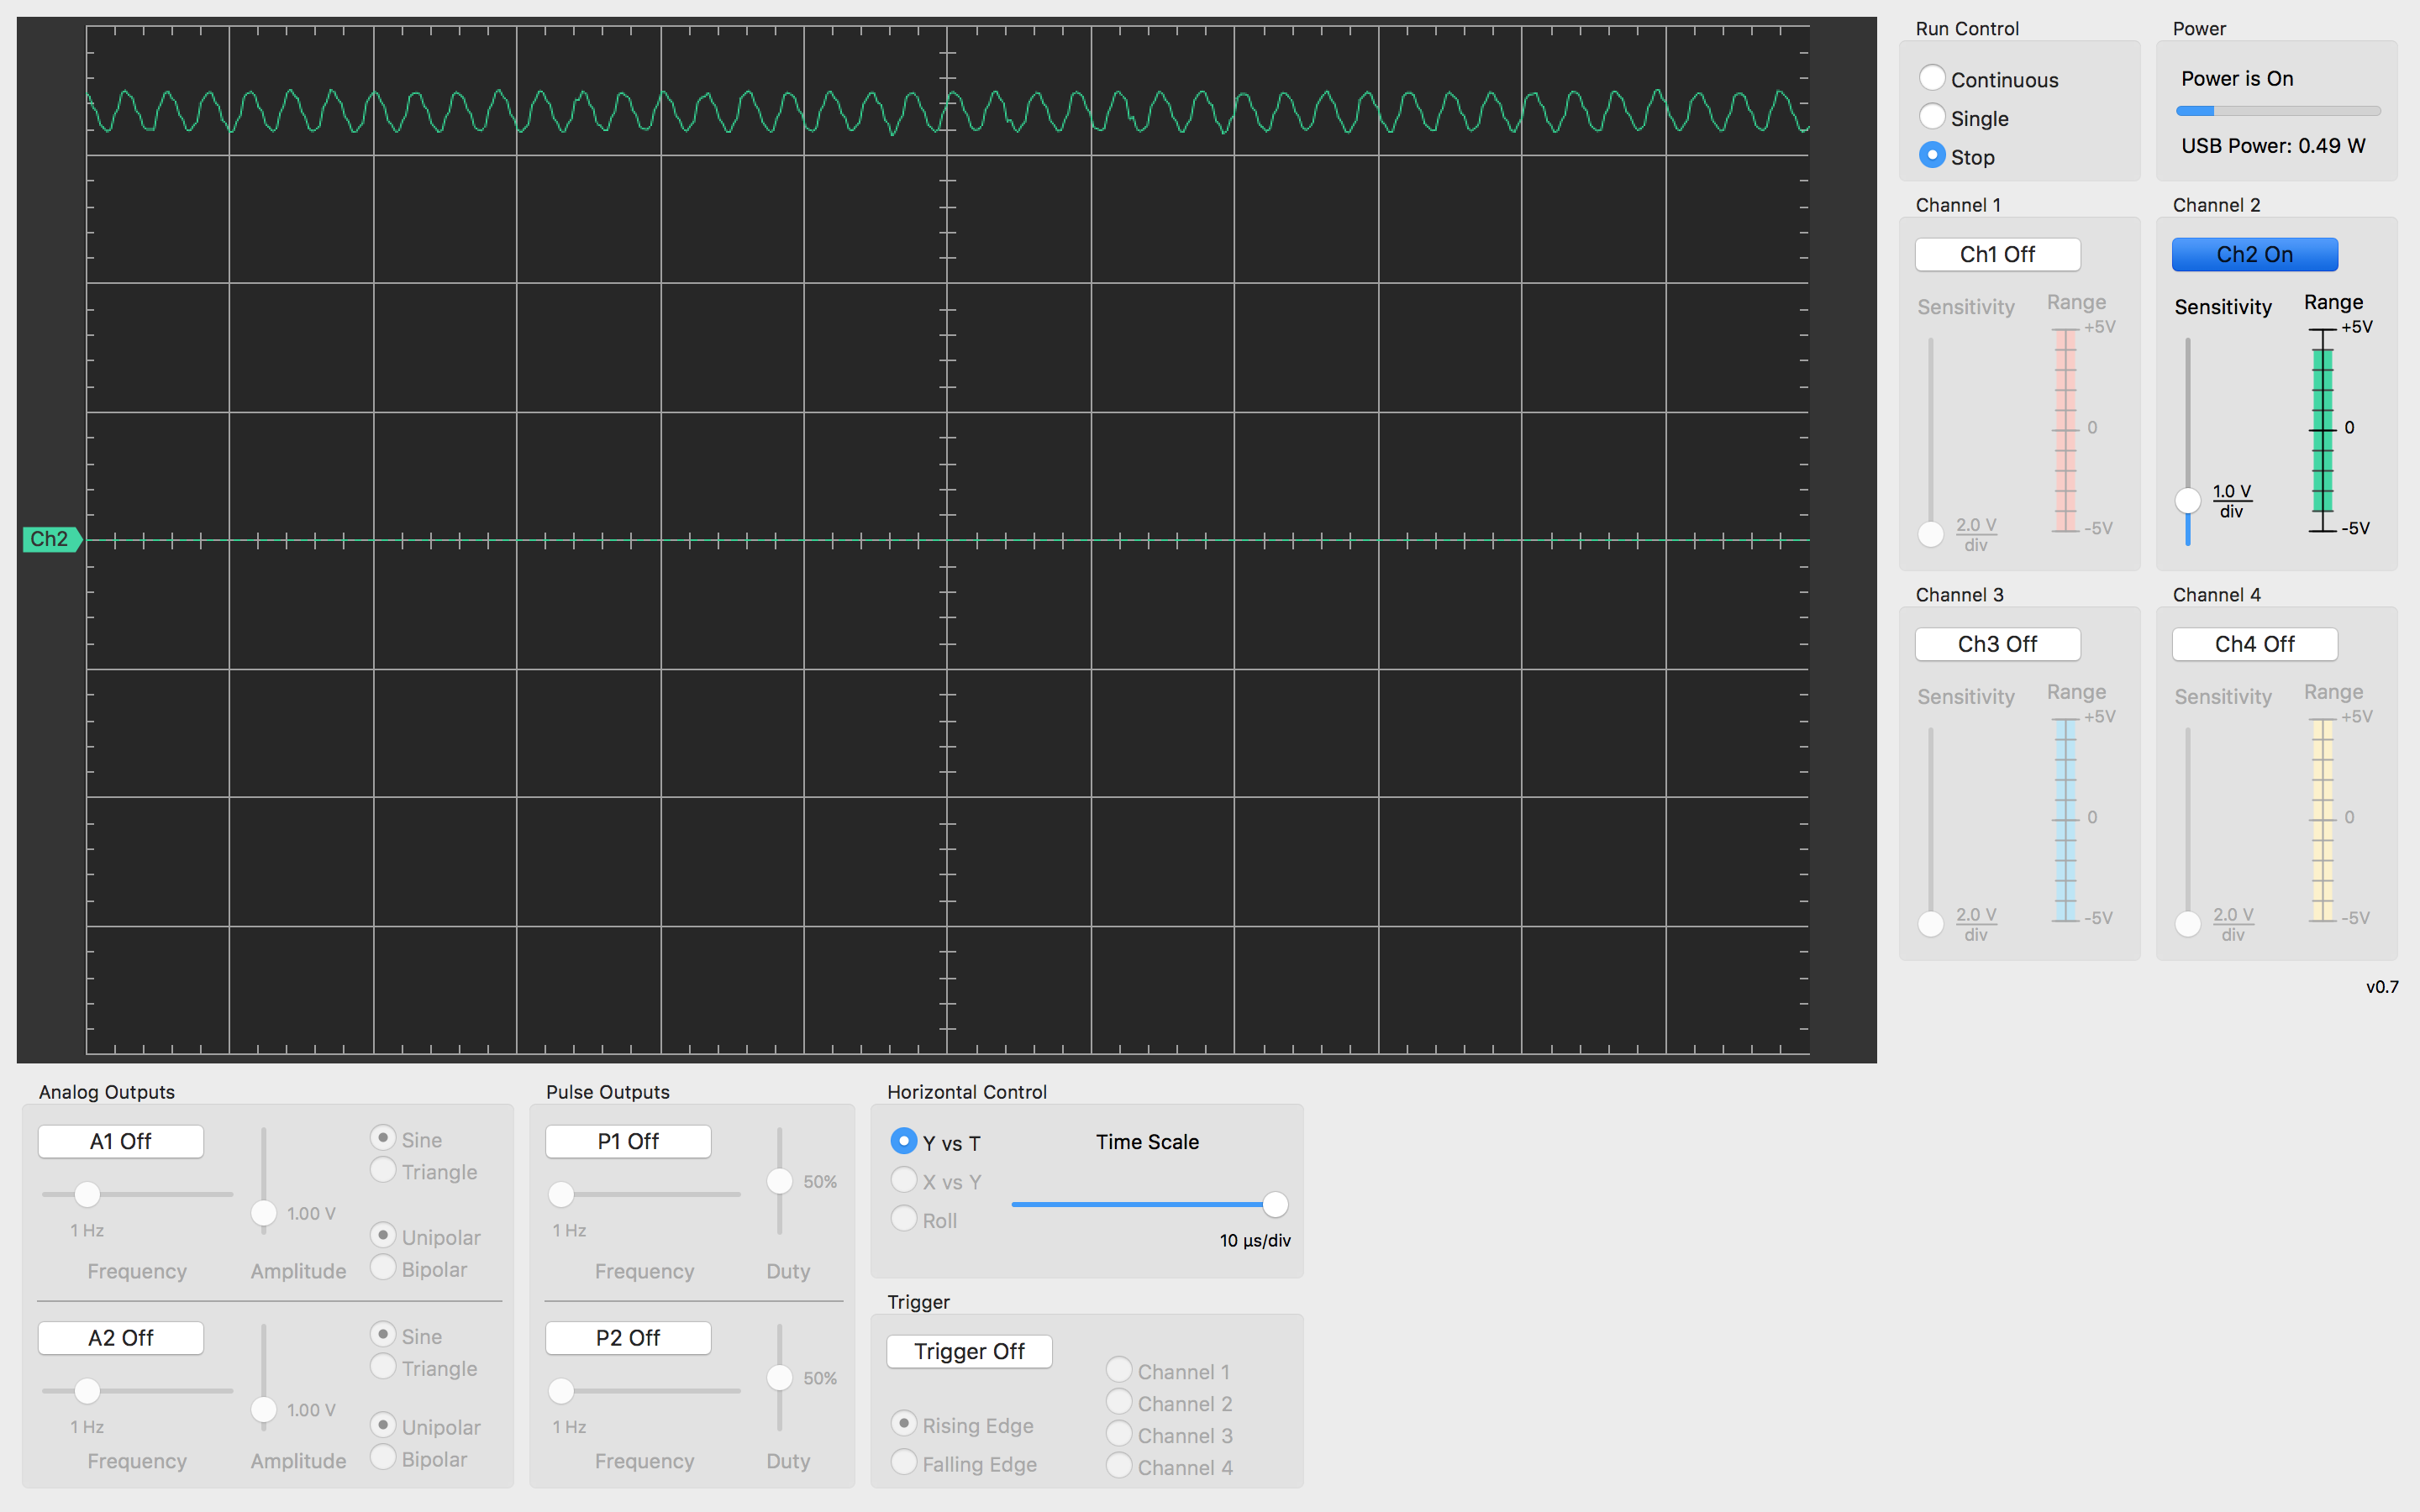 Run Control
Continuous
Single
Stop
Power
Power is On
USB Power: 0.49 W
Channel 1
Ch1 Off
Sensitivity
Range
+5V
0
-5V
2.0 V
div
Channel 2
Ch2 On
Sensitivity
Range
+5V
0
-5V
1.0 V
div
Ch2
Channel 3
Ch3 Off
Sensitivity
Range
+5V
0
-5V
2.0 V
div
Channel 4
Ch4 Off
Sensitivity
Range
+5V
0
-5V
2.0 V
div
v0.7
Analog Outputs
A1 Off
1 Hz
Frequency
1.00 V
Amplitude
Sine
Triangle
Unipolar
Bipolar
A2 Off
1 Hz
Frequency
1.00 V
Amplitude
Sine
Triangle
Unipolar
Bipolar
Pulse Outputs
P1 Off
1 Hz
Frequency
50%
Duty
P2 Off
1 Hz
Frequency
50%
Duty
Horizontal Control
Y vs T
X vs Y
Roll
Time Scale
10 µs/div
Trigger
Trigger Off
Rising Edge
Falling Edge
Channel 1
Channel 2
Channel 3
Channel 4